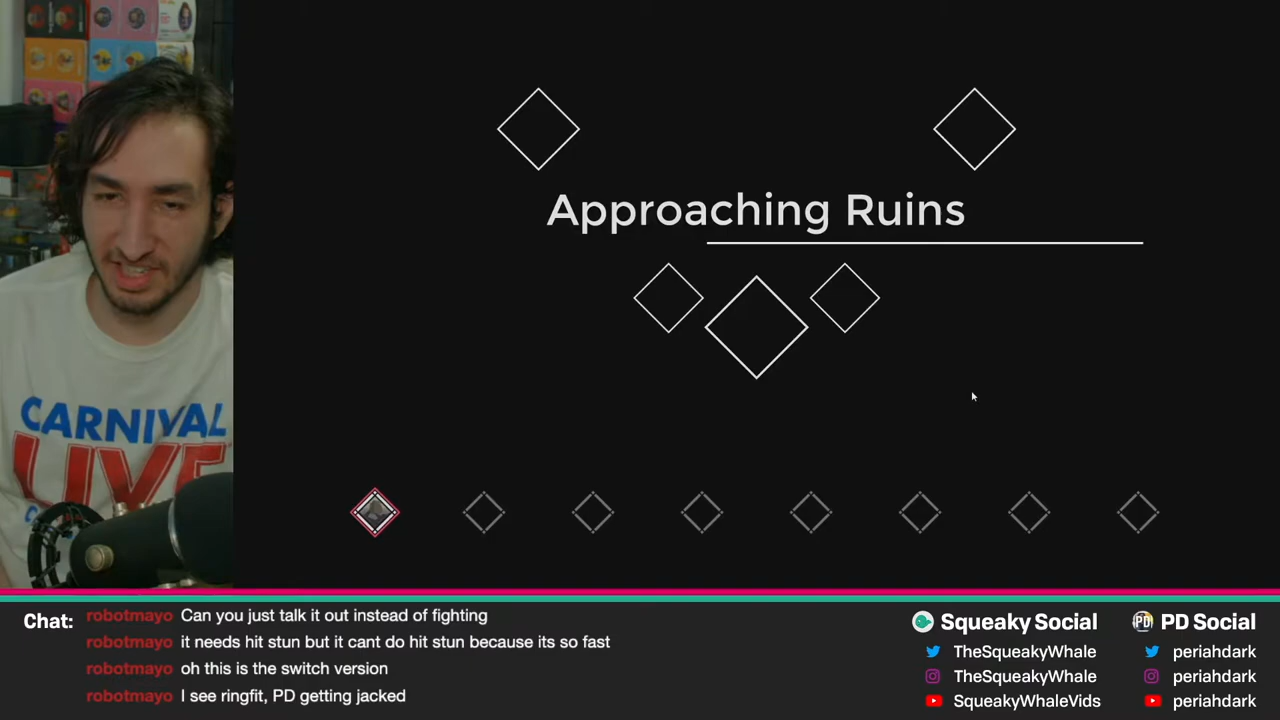 Approaching Ruins
CARNIVAL
LIVE
Chat:
robotmayo Can you just talk it out instead of fighting
robotmayo it needs hit stun but it cant do hit stun because its so fast
robotmayo oh this is the switch version
robotmayo I see ringfit, PD getting jacked
Squeaky Social
TheSqueakyWhale
TheSqueakyWhale
SqueakyWhaleVids
PD PD Social
periahdark
periahdark
periahdark